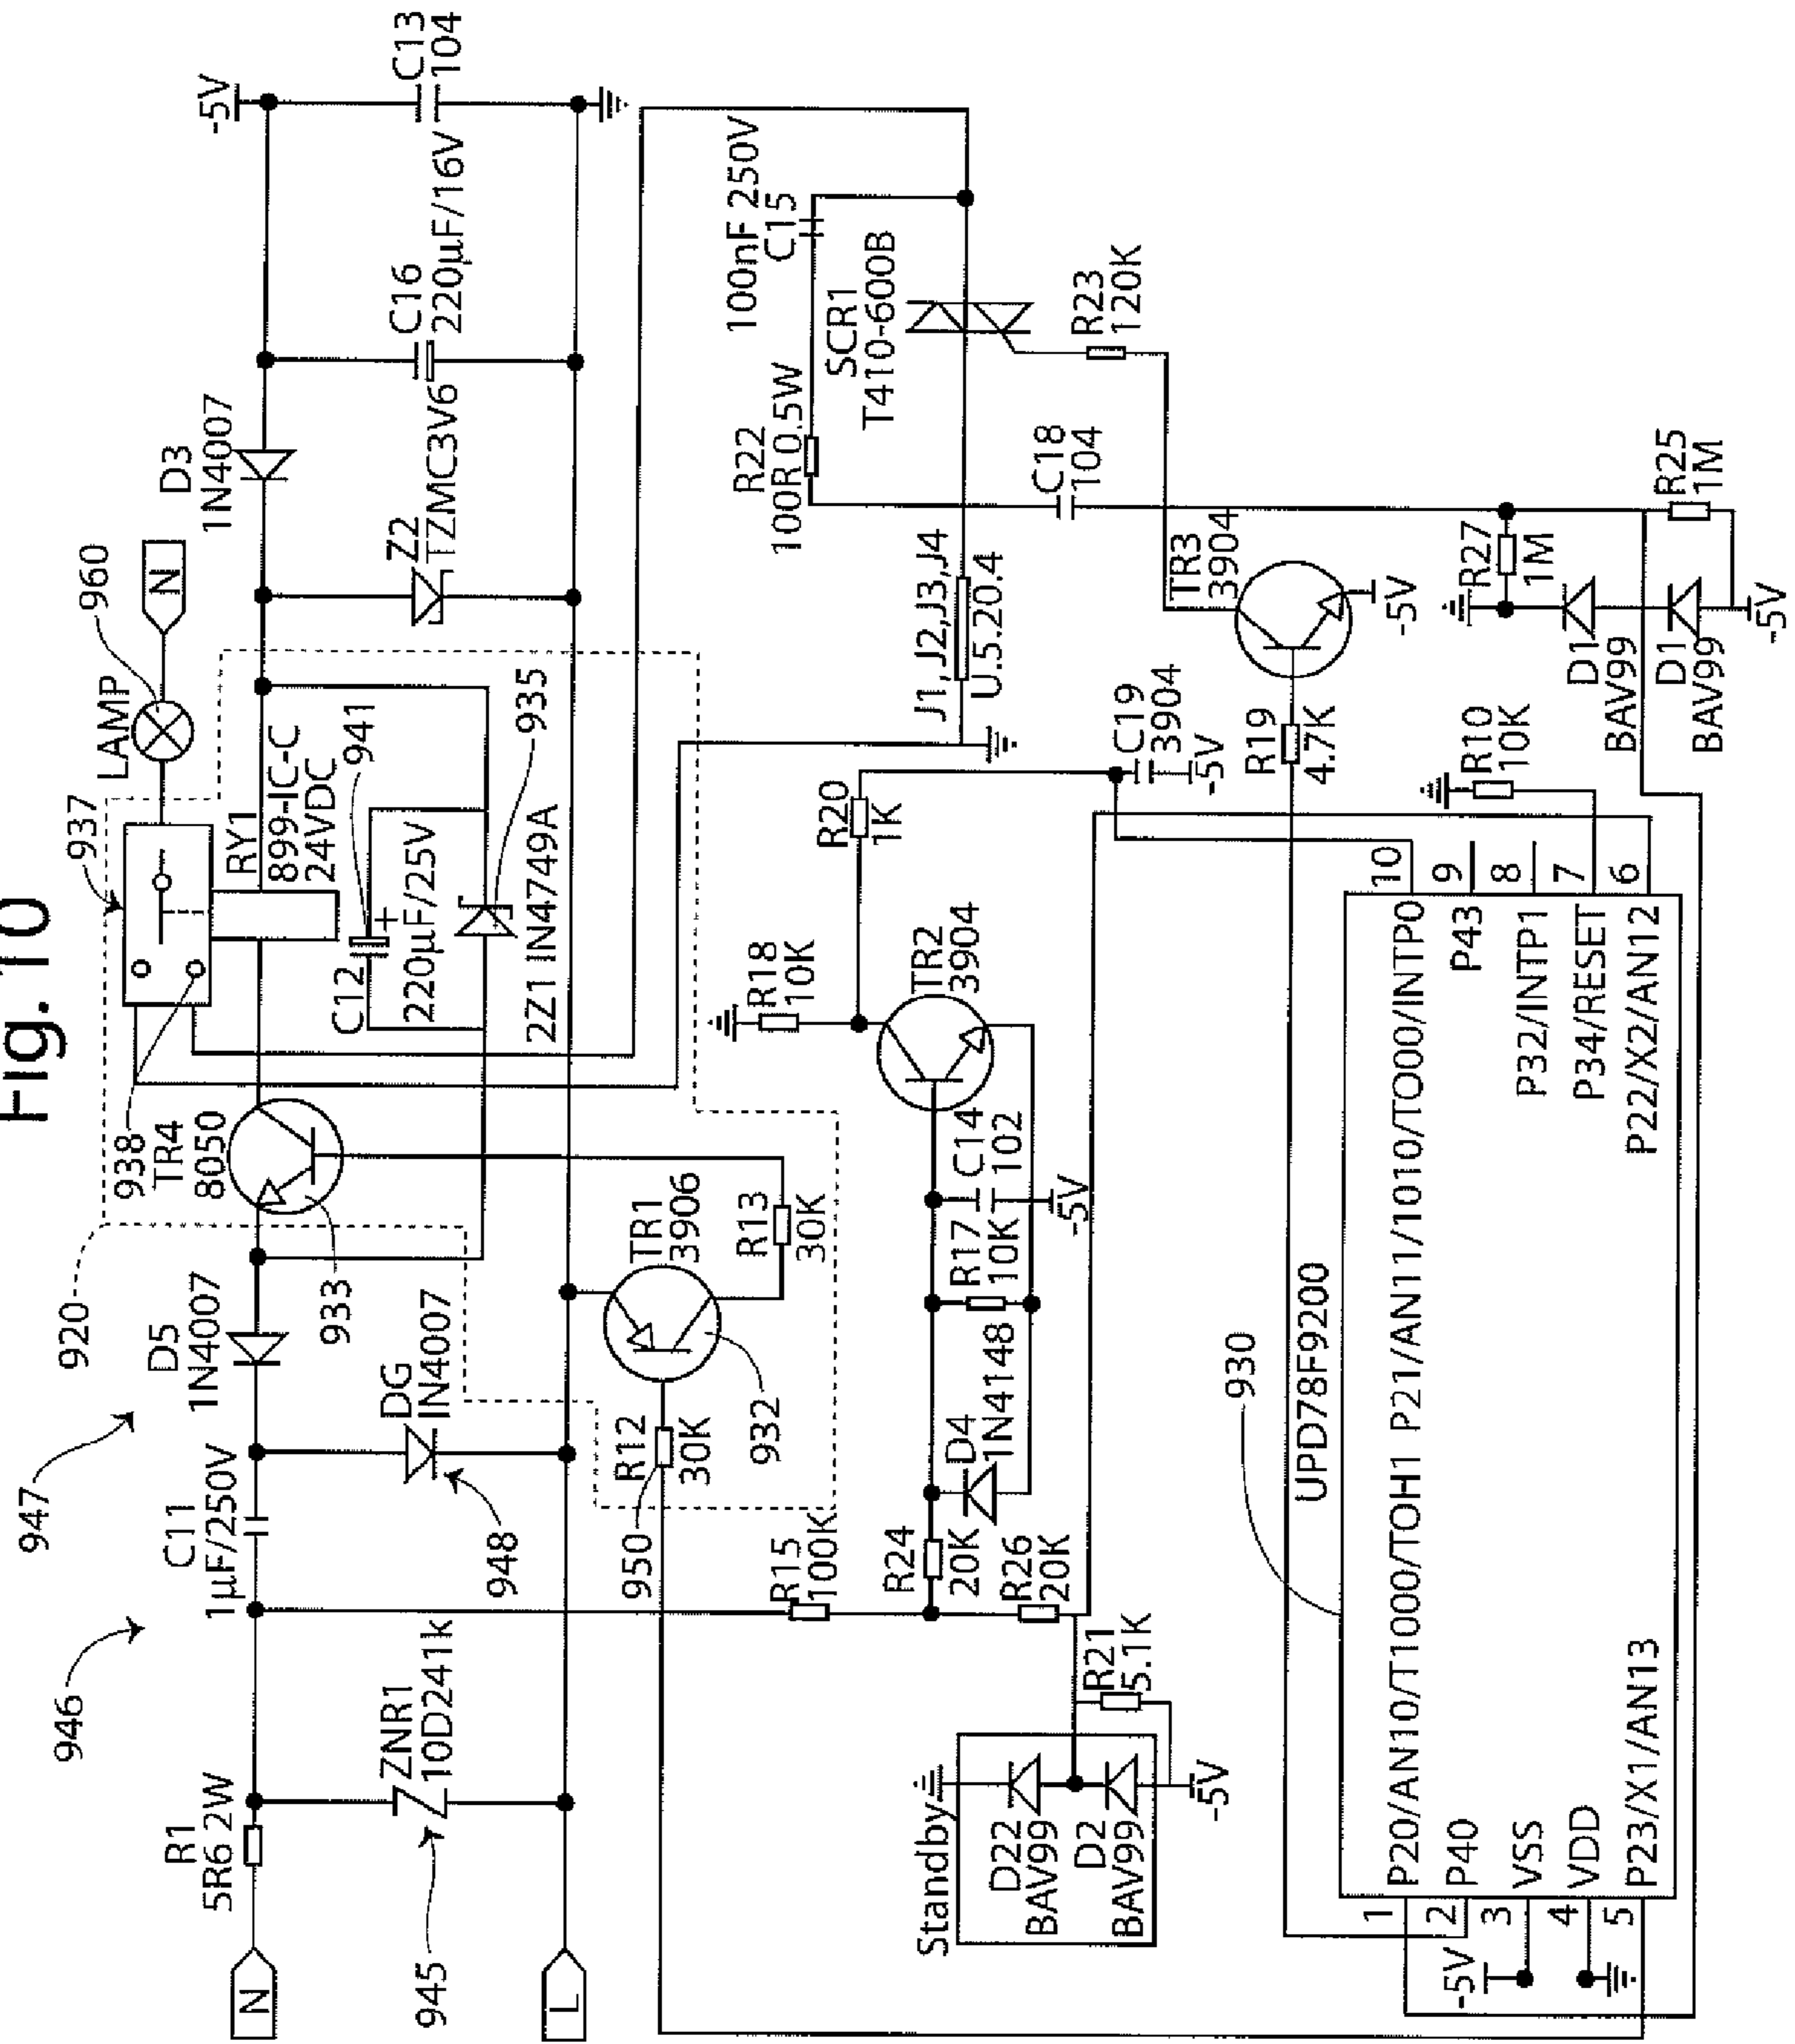 Fig. 10
-5V
C13
104
C16
220µF/16V
D3
1N4007
Z2
TZMC3V6
960
N
LAMP
937
RY1
899-IC-C
24VDC
941
935
C12
220µF/25V
2Z1 IN4749A
938
TR4
8050
920
933
D5
1N4007
DG
IN4007
947
948
C11
1µF/250V
946
R1
5R6 2W
ZNR1
10D241k
945
N
L
TR1
3906
R13
30K
R12
30K
932
950
R15
100K
100nF 250V
C15
SCR1
T410-600B
R22
100R 0.5W
R23
120K
C18
104
J1,J2,J3,J4
U.5.20.4
TR3
3904
-5V
R25
1M
R27
1M
D1
BAV99
D1
BAV99
-5V
C19
3904
-5V
R19
4.7K
R20
1K
R10
10K
R18
10K
TR2
3904
C14
102
-5V
R17
10K
D4
1N4148
R24
20K
R26
20K
R21
5.1K
Standby
D22
BAV99
D2
BAV99
-5V
930
UPD78F9200
P20/AN10/T1000/TOH1 P21/AN11/1010/TO00/INTP0
P40
P43
VSS
P32/INTP1
VDD
P34/RESET
P23/X1/AN13
P22/X2/AN12
1
2
3
4
5
10
9
8
7
6
-5V